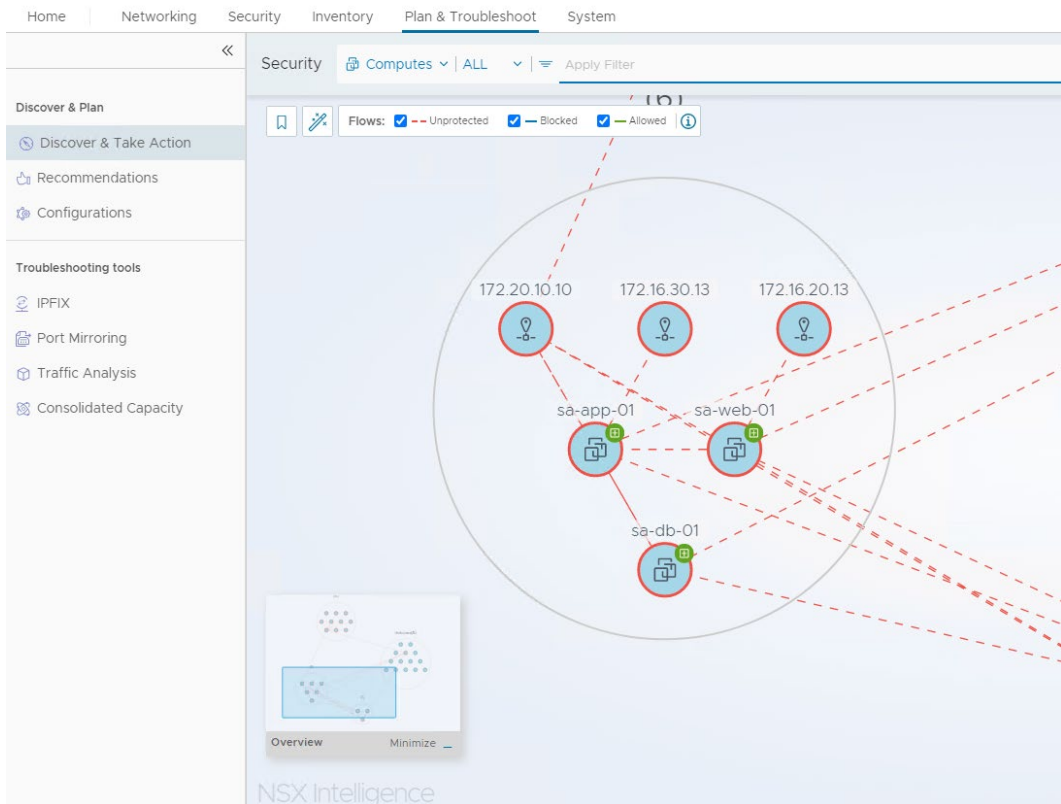 Home Networking Security Inventory Plan & Troubleshoot System
«
Discover & Plan
Discover & Take Action
Recommendations
Configurations
Troubleshooting tools
IPFIX
Port Mirroring
Traffic Analysis
Consolidated Capacity
Security Computes ALL Apply Filter
(6)
Flows: Unprotected Blocked Allowed
172.20.10.10 172.16.30.13 172.16.20.13
sa-app-01 sa-web-01
sa-db-01
Overview Minimize
NSX Intelligence